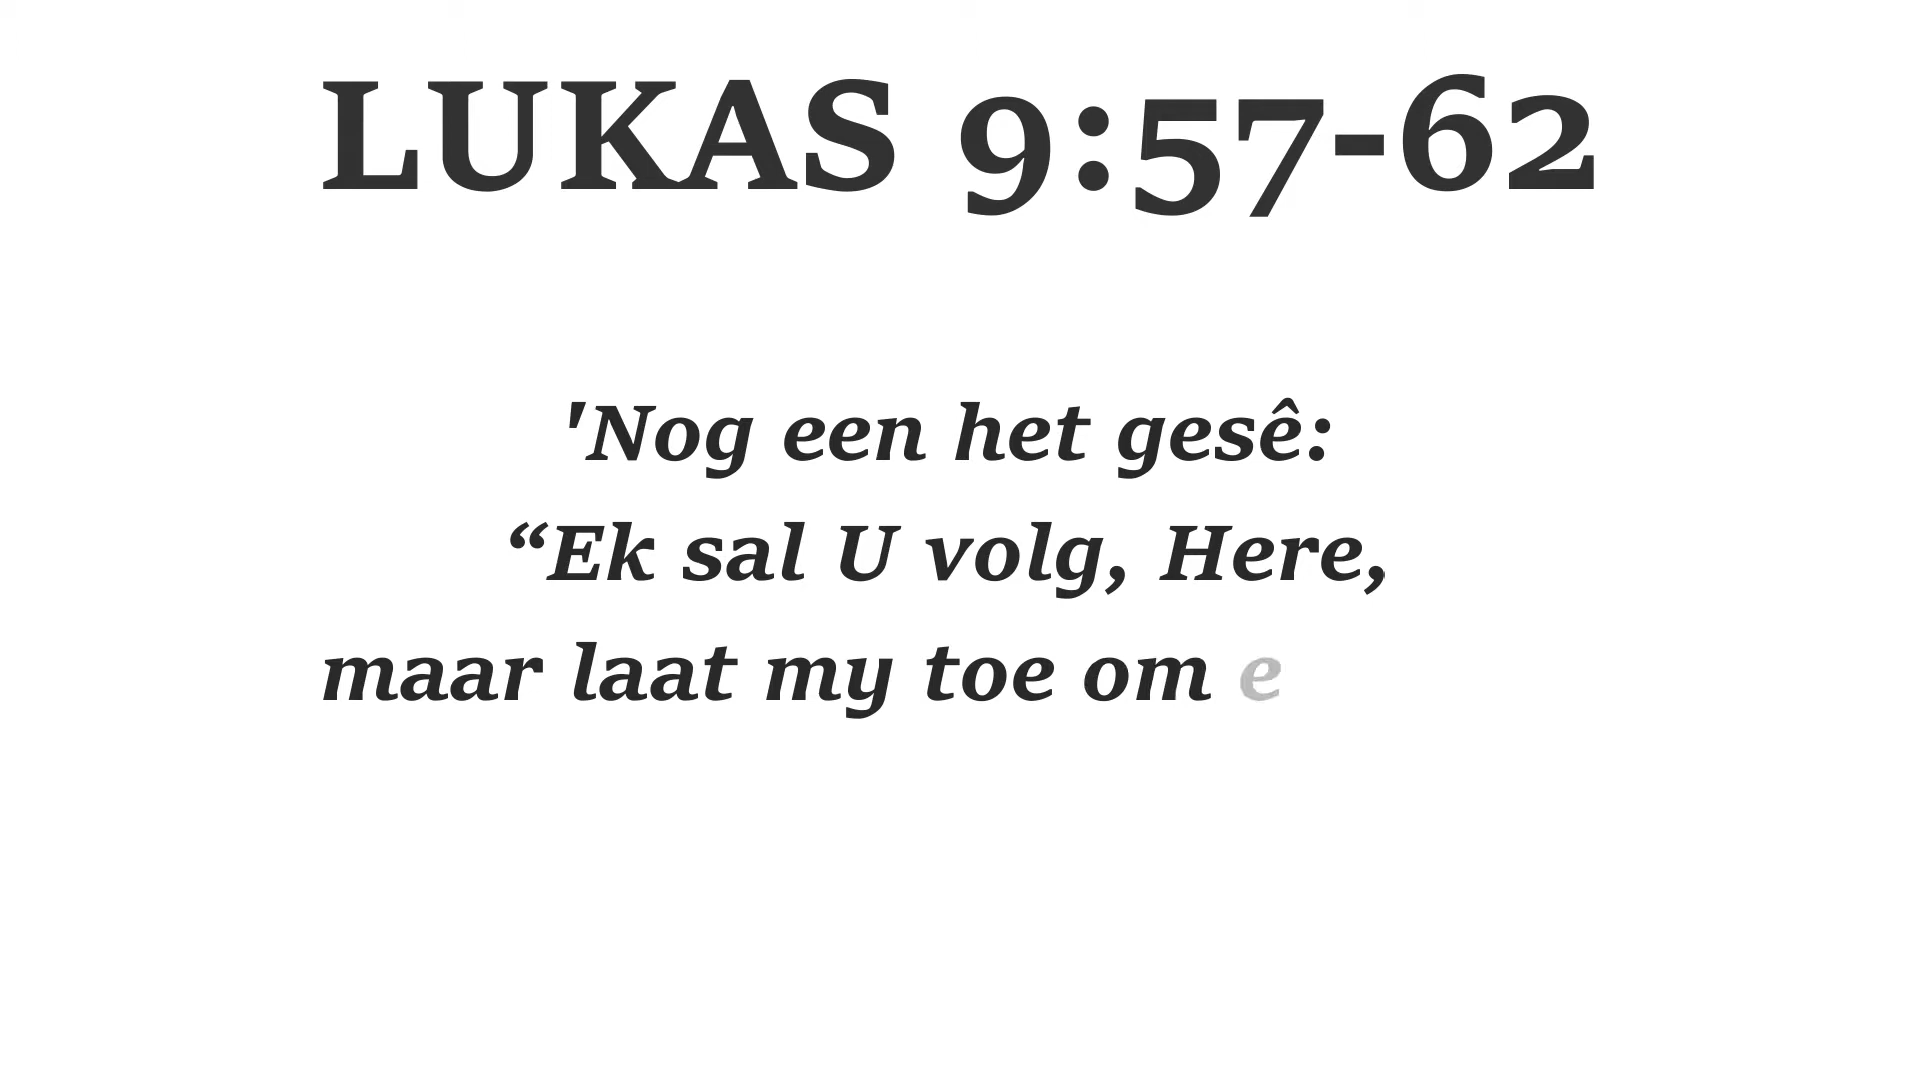 LUKAS 9:57-62
'Nog een het gesê:
“Ek sal U volg, Here,
maar laat my toe om e